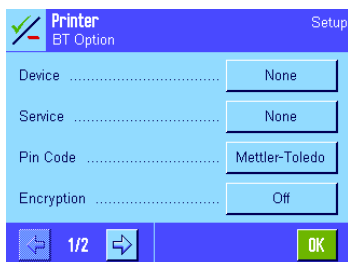 Printer
Setup
BT Option
Device .............................. None
Service .............................. None
Pin Code .............................. Mettler-Toledo
Encryption .............................. Off
1/2
OK